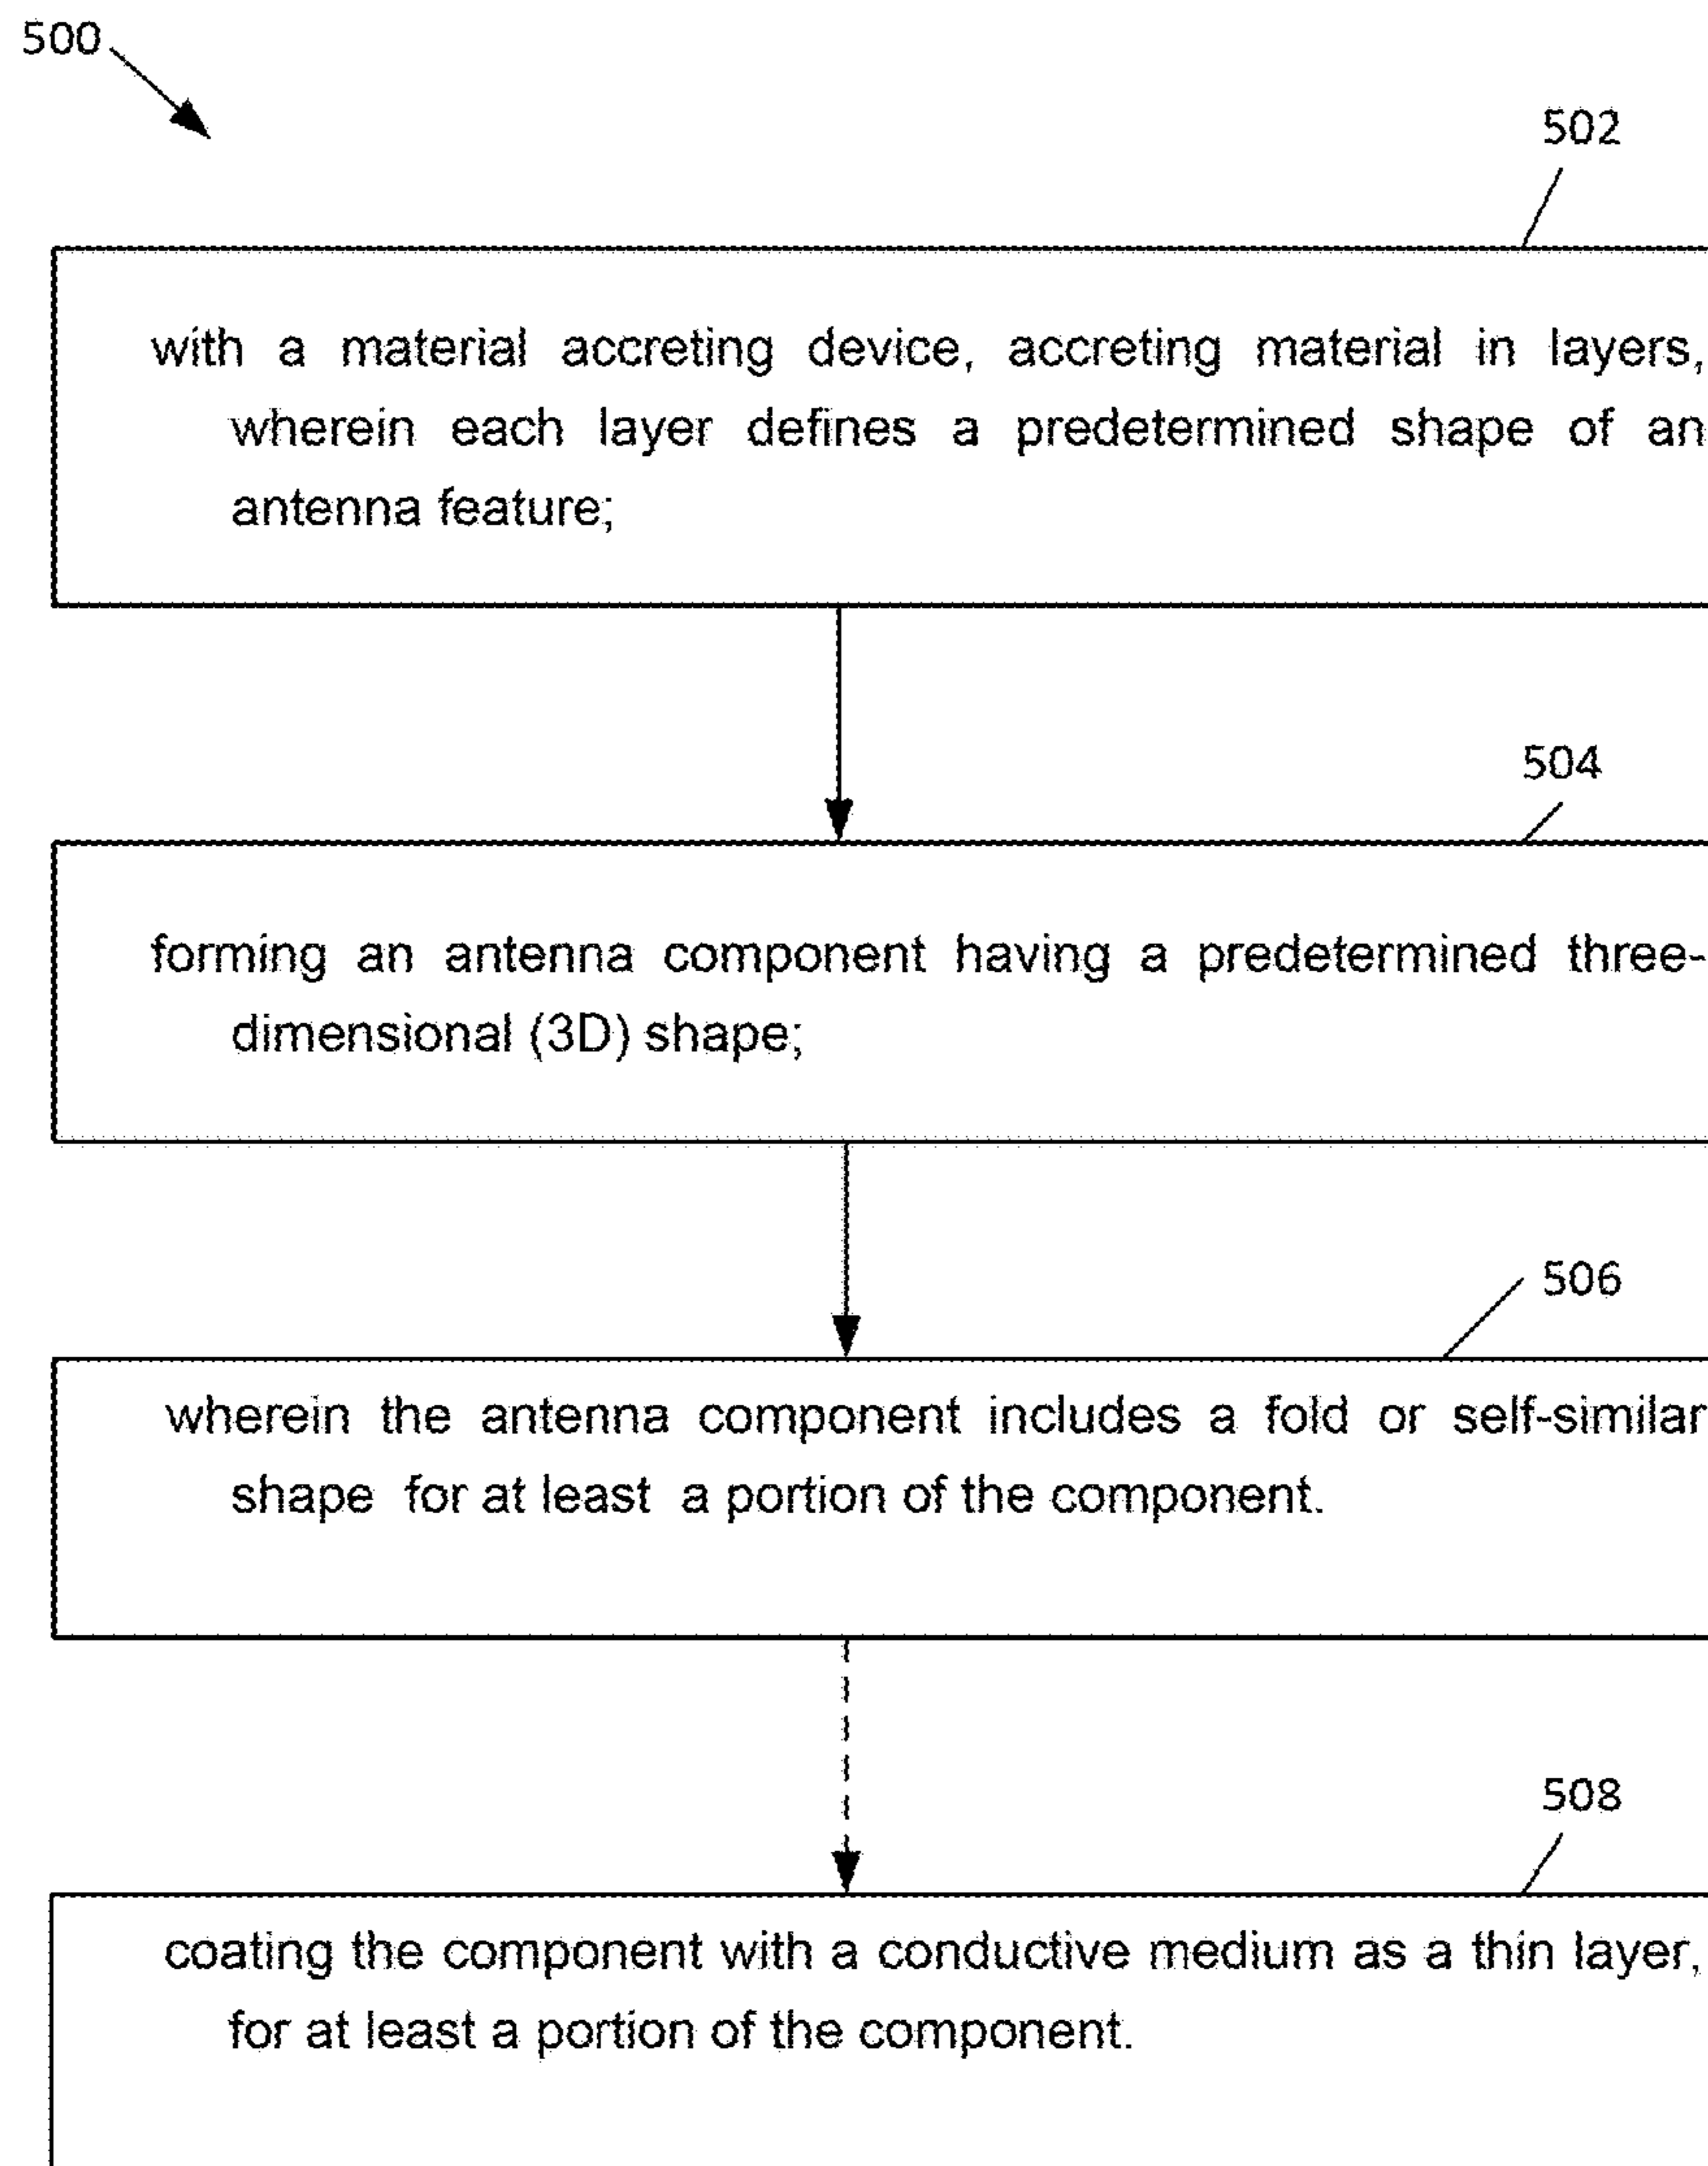 500
502
with a material accreting device, accreting material in layers,
wherein each layer defines a predetermined shape of an
antenna feature;
504
forming an antenna component having a predetermined three-
dimensional (3D) shape;
506
wherein the antenna component includes a fold or self-similar
shape for at least a portion of the component.
508
coating the component with a conductive medium as a thin layer,
for at least a portion of the component.